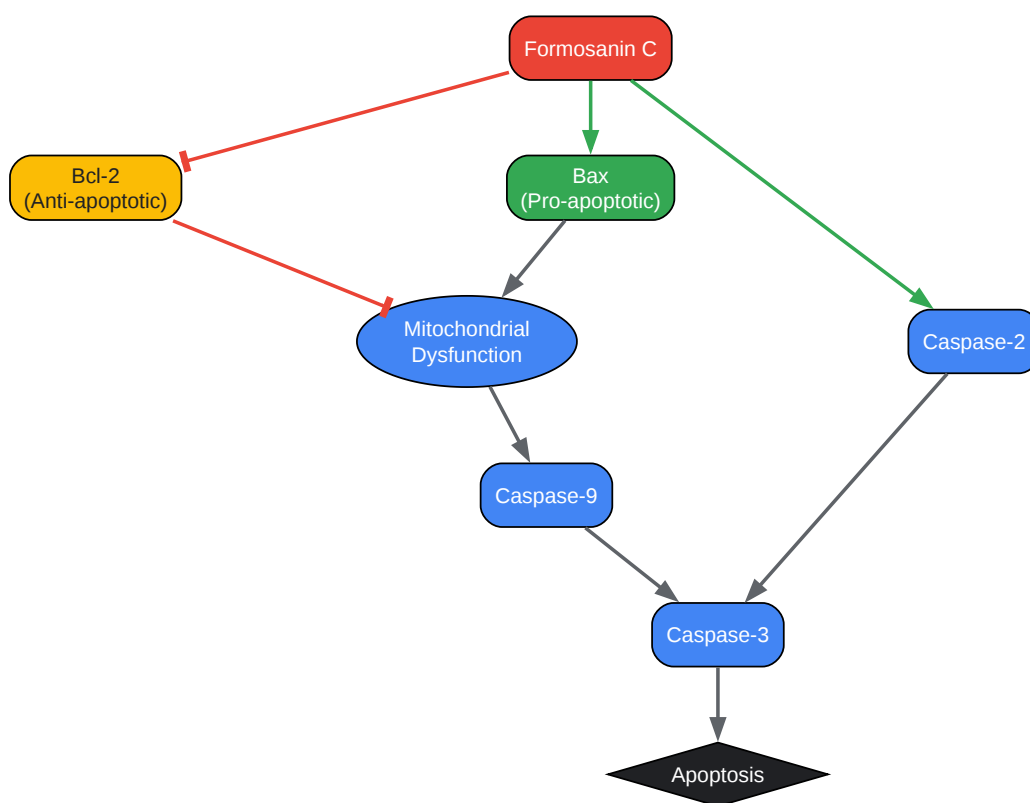 Formosanin C
Bcl-2
(Anti-apoptotic)
Bax
(Pro-apoptotic)
Mitochondrial
Dysfunction
Caspase-2
Caspase-9
Caspase-3
Apoptosis